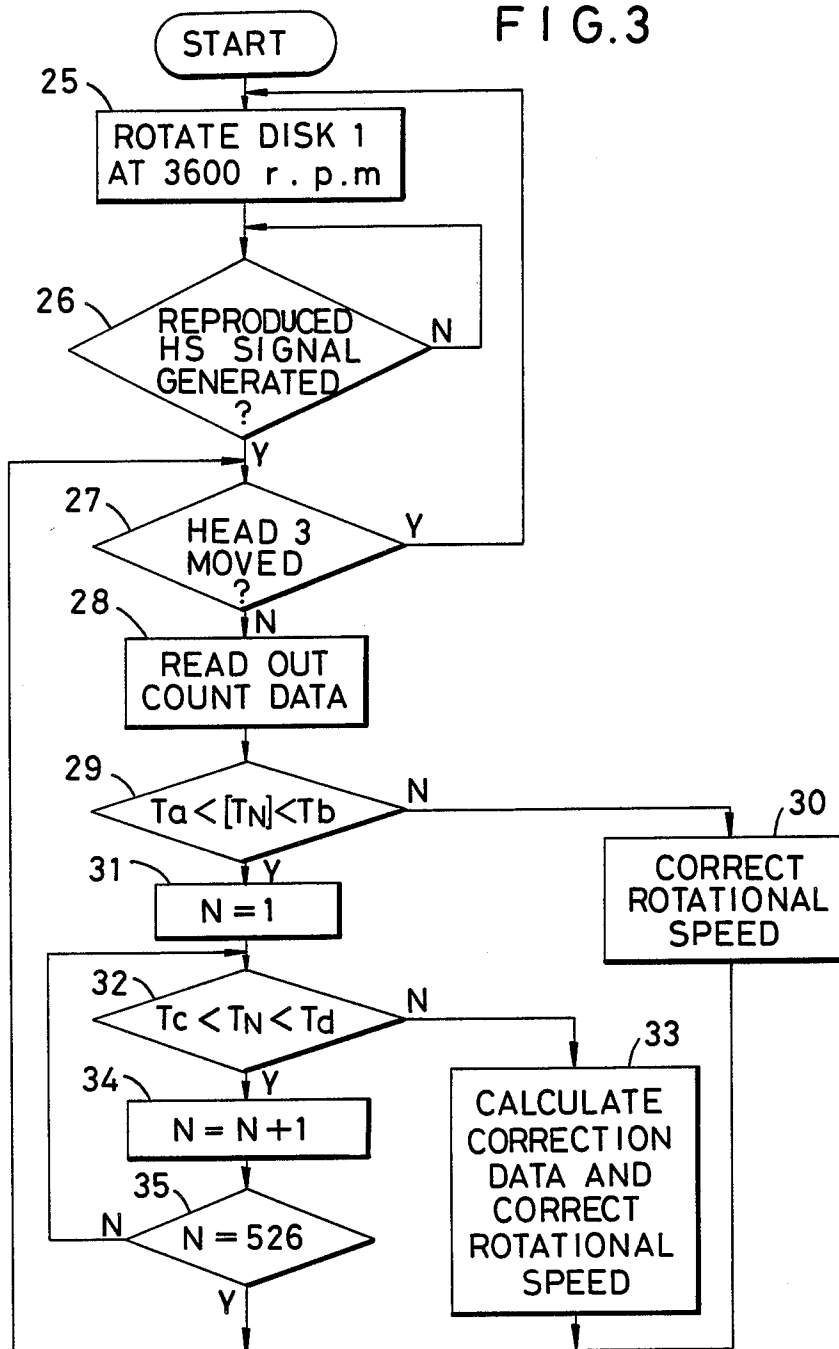 FIG.3
START
25
ROTATE DISK 1
AT 3600 r.p.m
26
REPRODUCED
HS SIGNAL
GENERATED
?
N
Y
27
HEAD 3
MOVED
?
Y
N
28
READ OUT
COUNT DATA
29
Ta<[TN]<Tb
N
Y
30
CORRECT
ROTATIONAL
SPEED
31
N=1
32
Tc<TN<Td
N
Y
33
CALCULATE
CORRECTION
DATA AND
CORRECT
ROTATIONAL
SPEED
34
N=N+1
35
N=526
N
Y